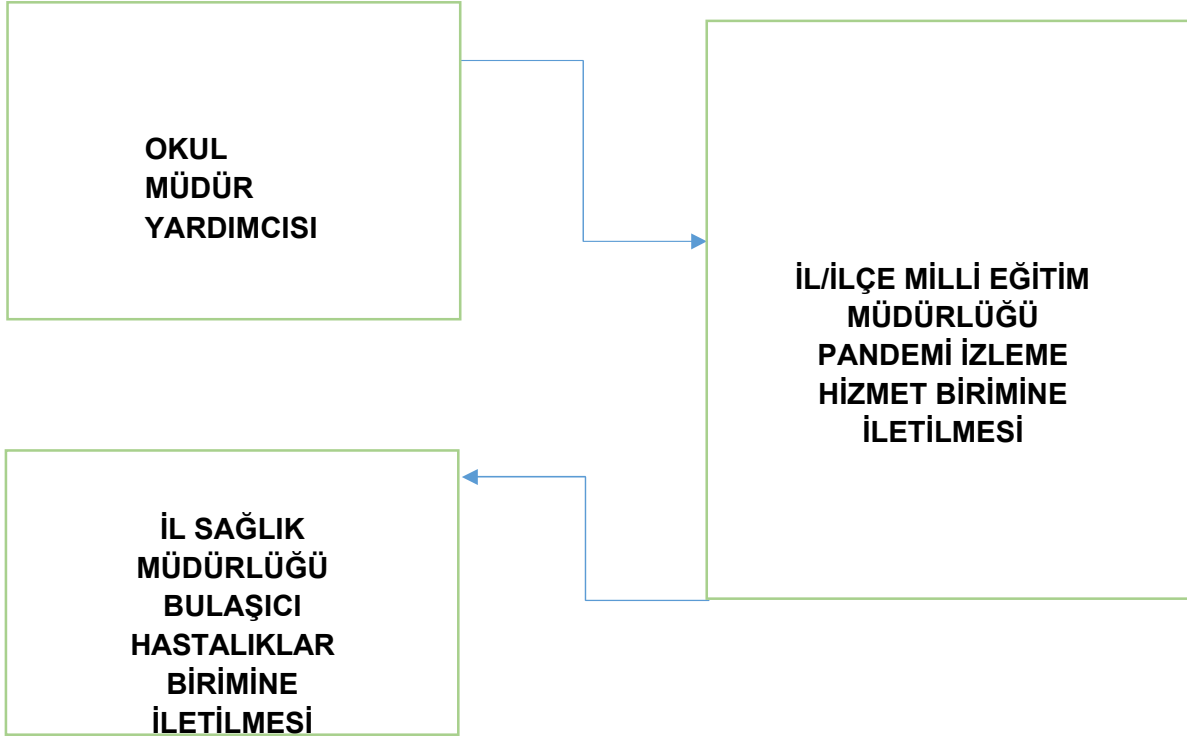 OKUL
MÜDÜR
YARDIMCISI
İL/İLÇE MİLLİ EĞİTİM
MÜDÜRLÜĞÜ
PANDEMİ İZLEME
HİZMET BİRİMİNE
İLETİLMESİ
İL SAĞLIK
MÜDÜRLÜĞÜ
BULAŞICI
HASTALIKLAR
BİRİMİNE
İLETİLMESİ